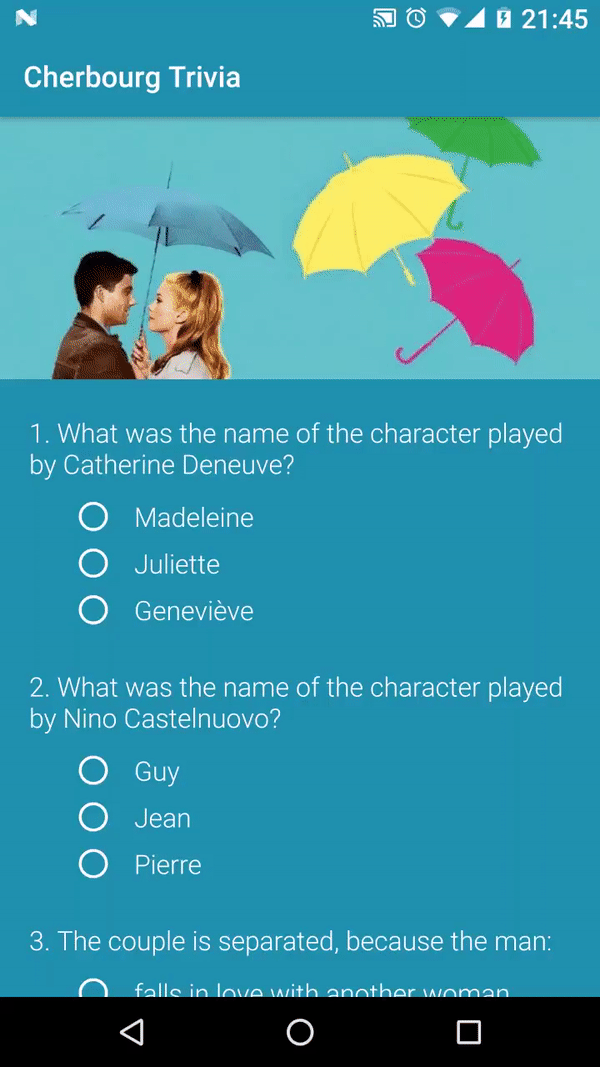 21:45
Cherbourg Trivia
1. What was the name of the character played
by Catherine Deneuve?
Madeleine
Juliette
Geneviève
2. What was the name of the character played
by Nino Castelnuovo?
Guy
Jean
Pierre
3. The couple is separated, because the man:
falls in love with another woman